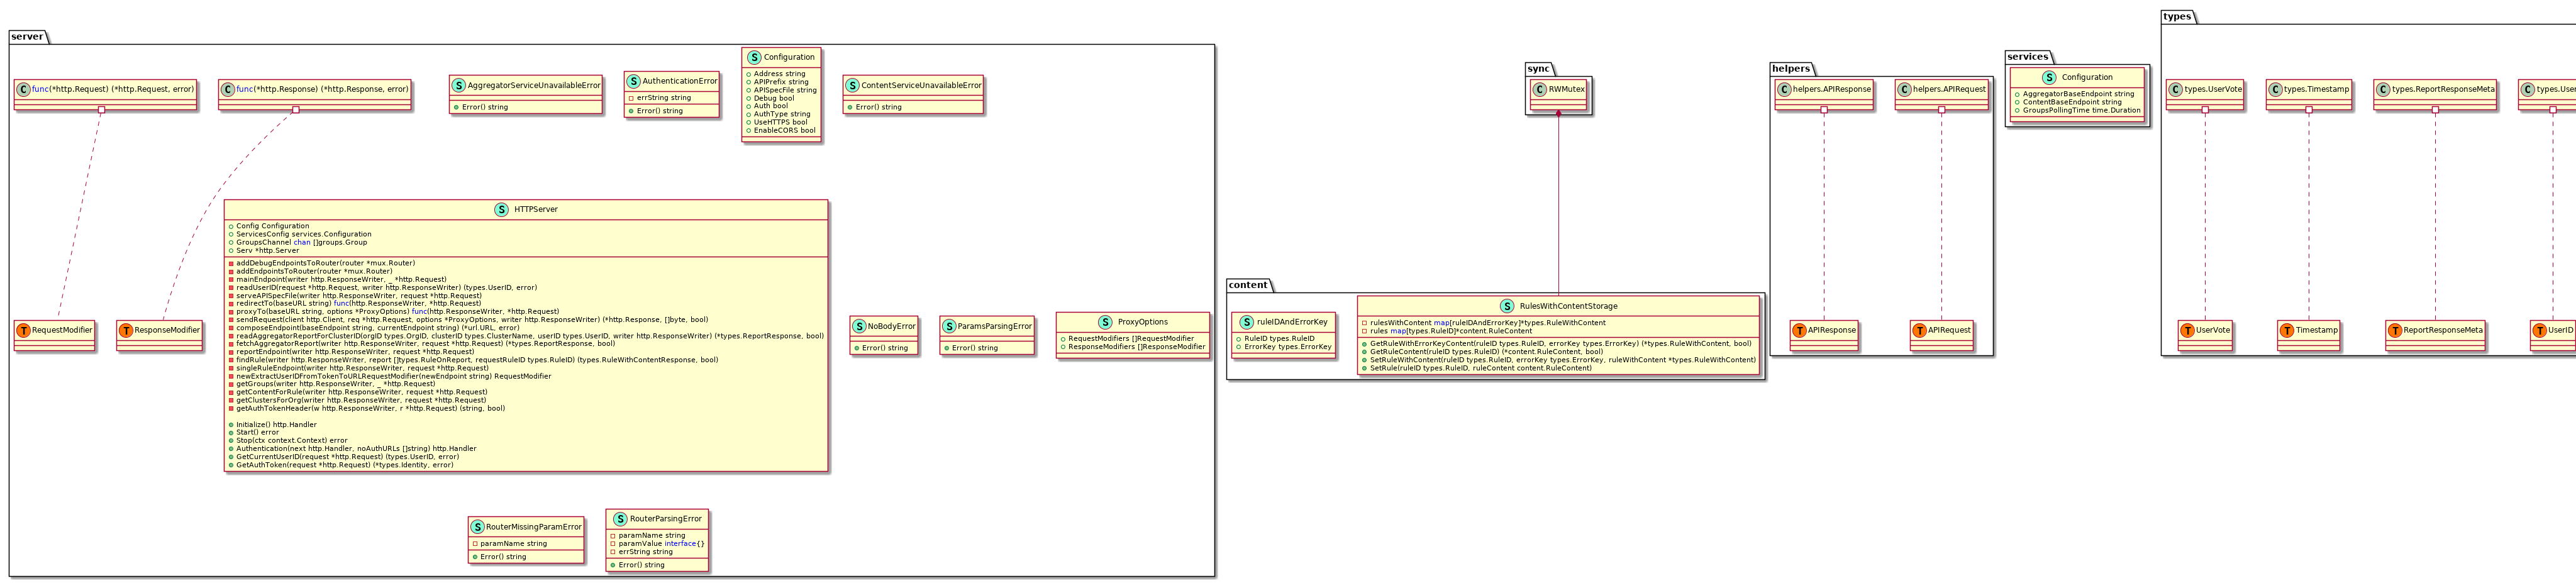 server
C func(*http.Request) (*http.Request, error)
C func(*http.Response) (*http.Response, error)
S AggregatorServiceUnavailableError
Error() string
S AuthenticationError
errString string
Error() string
S Configuration
Address string
APIPrefix string
APISpecFile string
Debug bool
Auth bool
AuthType string
UseHTTPS bool
EnableCORS bool
S ContentServiceUnavailableError
Error() string
T RequestModifier
T ResponseModifier
S HTTPServer
Config Configuration
ServicesConfig services.Configuration
GroupsChannel chan []groups.Group
Serv *http.Server
addDebugEndpointsToRouter(router *mux.Router)
addEndpointsToRouter(router *mux.Router)
mainEndpoint(writer http.ResponseWriter, _ *http.Request)
readUserID(request *http.Request, writer http.ResponseWriter) (types.UserID, error)
serveAPISpecFile(writer http.ResponseWriter, request *http.Request)
redirectTo(baseURL string) func(http.ResponseWriter, *http.Request)
proxyTo(baseURL string, options *ProxyOptions) func(http.ResponseWriter, *http.Request)
sendRequest(client http.Client, req *http.Request, options *ProxyOptions, writer http.ResponseWriter) (*http.Response, []byte, bool)
composeEndpoint(baseEndpoint string, currentEndpoint string) (*url.URL, error)
readAggregatorReportForClusterID(orgID types.OrgID, clusterID types.ClusterName, userID types.UserID, writer http.ResponseWriter) (*types.ReportResponse, bool)
fetchAggregatorReport(writer http.ResponseWriter, request *http.Request) (*types.ReportResponse, bool)
reportEndpoint(writer http.ResponseWriter, request *http.Request)
findRule(writer http.ResponseWriter, report []types.RuleOnReport, requestRuleID types.RuleID) (types.RuleWithContentResponse, bool)
singleRuleEndpoint(writer http.ResponseWriter, request *http.Request)
newExtractUserIDFromTokenToURLRequestModifier(newEndpoint string) RequestModifier
getGroups(writer http.ResponseWriter, _ *http.Request)
getContentForRule(writer http.ResponseWriter, request *http.Request)
getClustersForOrg(writer http.ResponseWriter, request *http.Request)
getAuthTokenHeader(w http.ResponseWriter, r *http.Request) (string, bool)
Initialize() http.Handler
Start() error
Stop(ctx context.Context) error
Authentication(next http.Handler, noAuthURLs []string) http.Handler
GetCurrentUserID(request *http.Request) (types.UserID, error)
GetAuthToken(request *http.Request) (*types.Identity, error)
S NoBodyError
Error() string
S ParamsParsingError
Error() string
S ProxyOptions
RequestModifiers []RequestModifier
ResponseModifiers []ResponseModifier
S RouterMissingParamError
paramName string
Error() string
S RouterParsingError
paramName string
paramValue interface{}
errString string
Error() string
sync
C RWMutex
content
S ruleIDAndErrorKey
RuleID types.RuleID
ErrorKey types.ErrorKey
S RulesWithContentStorage
rulesWithContent map[ruleIDAndErrorKey]*types.RuleWithContent
rules map[types.RuleID]*content.RuleContent
GetRuleWithErrorKeyContent(ruleID types.RuleID, errorKey types.ErrorKey) (*types.RuleWithContent, bool)
GetRuleContent(ruleID types.RuleID) (*content.RuleContent, bool)
SetRuleWithContent(ruleID types.RuleID, errorKey types.ErrorKey, ruleWithContent *types.RuleWithContent)
SetRule(ruleID types.RuleID, ruleContent content.RuleContent)
helpers
C helpers.APIResponse
C helpers.APIRequest
T APIResponse
T APIRequest
services
S Configuration
AggregatorBaseEndpoint string
ContentBaseEndpoint string
GroupsPollingTime time.Duration
types
C types.UserVote
C types.Timestamp
C types.ReportResponseMeta
C types.User
T UserVote
T Timestamp
T ReportResponseMeta
T UserID